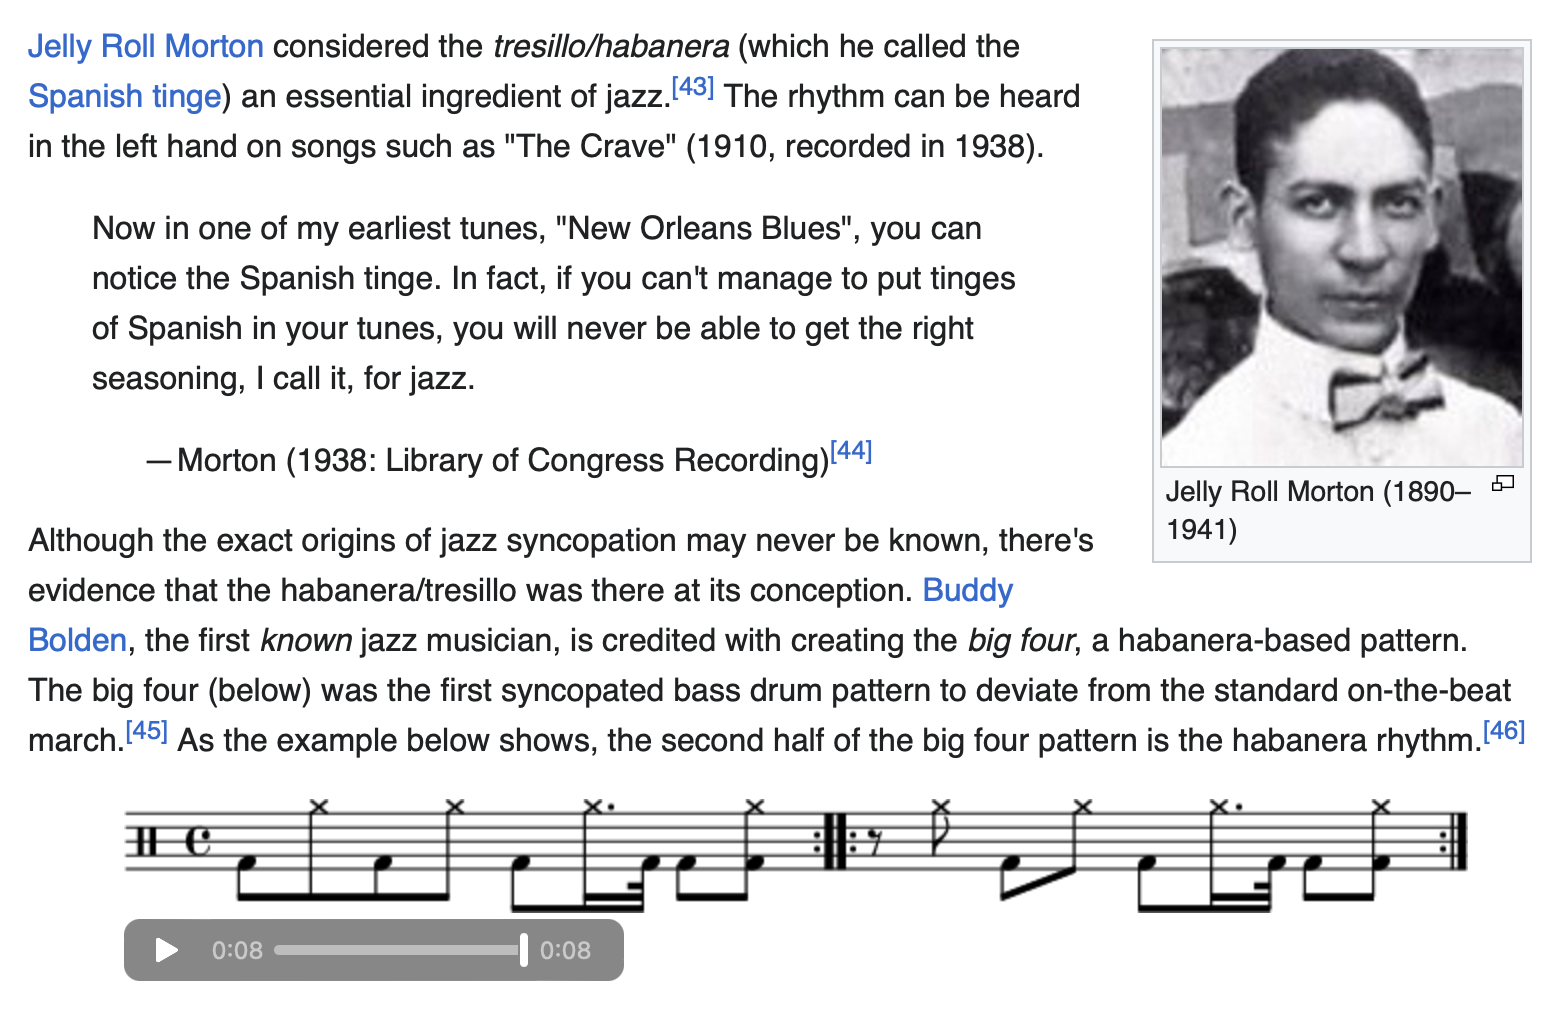 Jelly Roll Morton considered the tresillo/habanera (which he called the
Spanish tinge) an essential ingredient of jazz.[43] The rhythm can be heard
in the left hand on songs such as "The Crave" (1910, recorded in 1938).
Now in one of my earliest tunes, "New Orleans Blues", you can
notice the Spanish tinge. In fact, if you can't manage to put tinges
of Spanish in your tunes, you will never be able to get the right
seasoning, I call it, for jazz.
— Morton (1938: Library of Congress Recording)[44]
Jelly Roll Morton (1890–
1941)
Although the exact origins of jazz syncopation may never be known, there's
evidence that the habanera/tresillo was there at its conception. Buddy
Bolden, the first known jazz musician, is credited with creating the big four, a habanera-based pattern.
The big four (below) was the first syncopated bass drum pattern to deviate from the standard on-the-beat
march.[45] As the example below shows, the second half of the big four pattern is the habanera rhythm.[46]
0:08 0:08